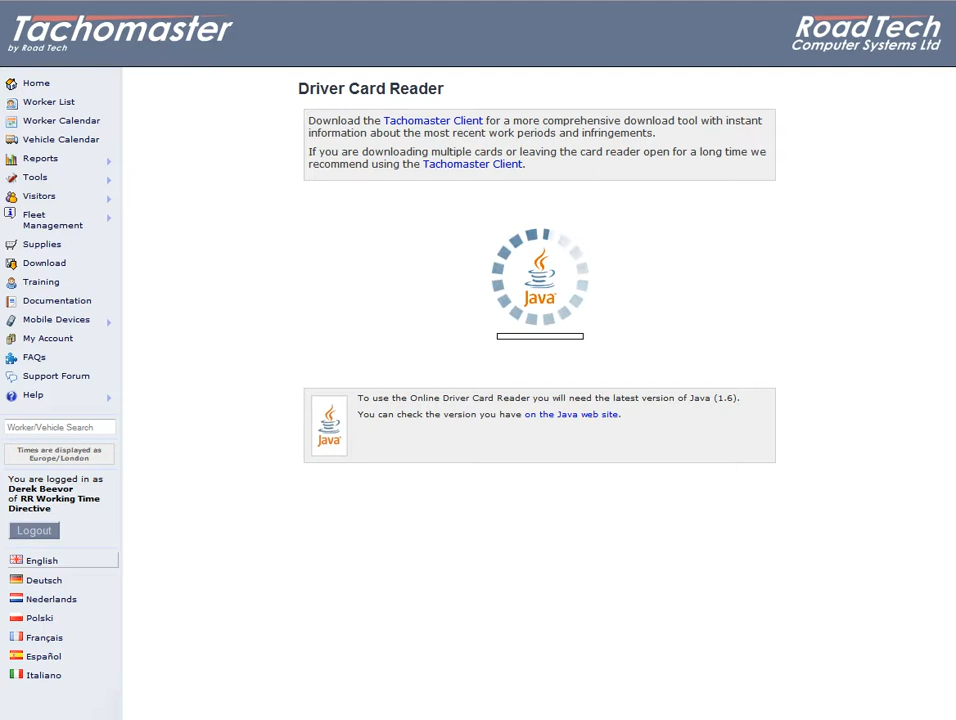 Tachomaster
by Road Tech
RoadTech
Computer Systems Ltd
Home
Worker List
Worker Calendar
Vehicle Calendar
Reports
Tools
Visitors
Fleet
Management
Supplies
Download
Training
Documentation
Mobile Devices
My Account
FAQs
Support Forum
Help
Worker/Vehicle Search
Times are displayed as
Europe/London
You are logged in as
Derek Beevor
of RR Working Time
Directive
Logout
English
Deutsch
Nederlands
Polski
Français
Español
Italiano
Driver Card Reader
Download the Tachomaster Client for a more comprehensive download tool with instant
information about the most recent work periods and infringements.
If you are downloading multiple cards or leaving the card reader open for a long time we
recommend using the Tachomaster Client.
Java
To use the Online Driver Card Reader you will need the latest version of Java (1.6).
You can check the version you have on the Java web site.
Java